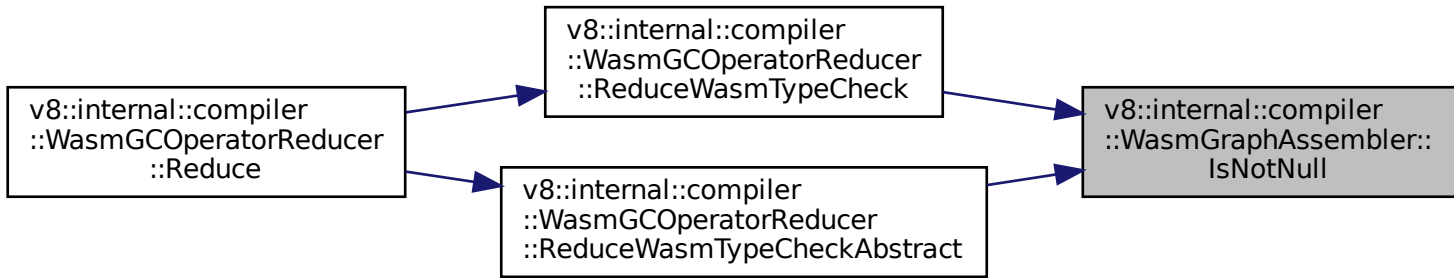 v8::internal::compiler
::WasmGCOperatorReducer
::Reduce
v8::internal::compiler
::WasmGCOperatorReducer
::ReduceWasmTypeCheck
v8::internal::compiler
::WasmGCOperatorReducer
::ReduceWasmTypeCheckAbstract
v8::internal::compiler
::WasmGraphAssembler::
IsNotNull